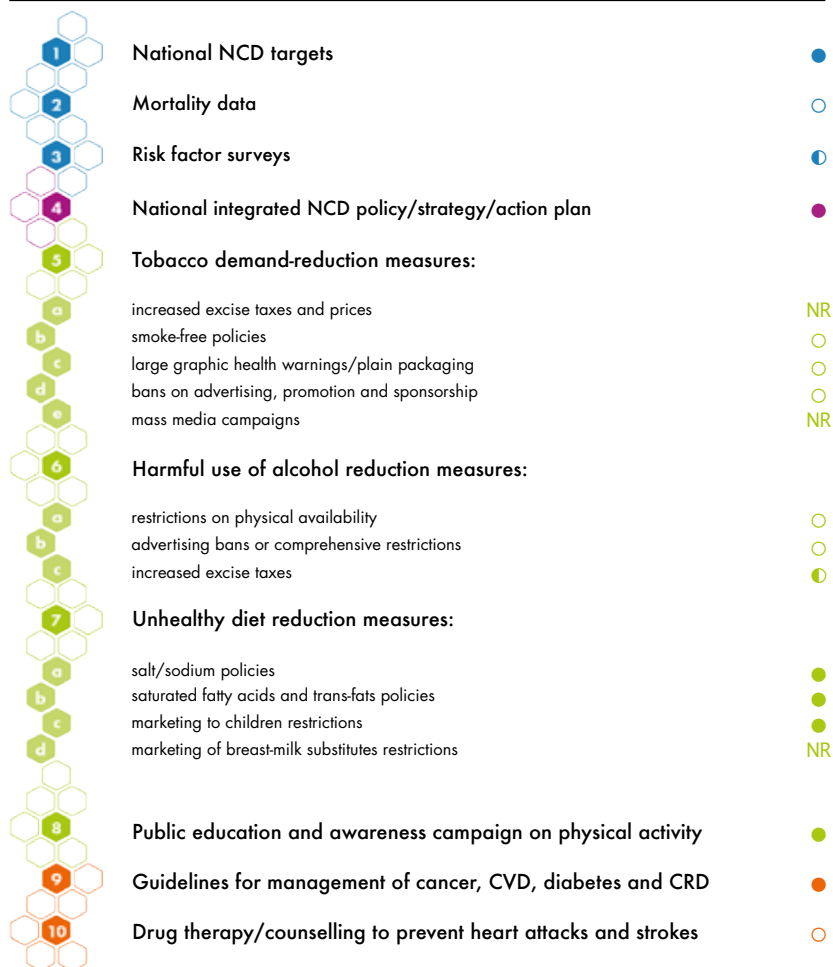 1 National NCD targets ●
2 Mortality data ○
3 Risk factor surveys ◐
4 National integrated NCD policy/strategy/action plan ●
5 Tobacco demand-reduction measures:
a increased excise taxes and prices NR
b smoke-free policies ○
c large graphic health warnings/plain packaging ○
d bans on advertising, promotion and sponsorship ○
e mass media campaigns NR
6 Harmful use of alcohol reduction measures:
a restrictions on physical availability ○
b advertising bans or comprehensive restrictions ○
c increased excise taxes ◐
7 Unhealthy diet reduction measures:
a salt/sodium policies ●
b saturated fatty acids and trans-fats policies ●
c marketing to children restrictions ●
d marketing of breast-milk substitutes restrictions NR
8 Public education and awareness campaign on physical activity ●
9 Guidelines for management of cancer, CVD, diabetes and CRD ●
10 Drug therapy/counselling to prevent heart attacks and strokes ○